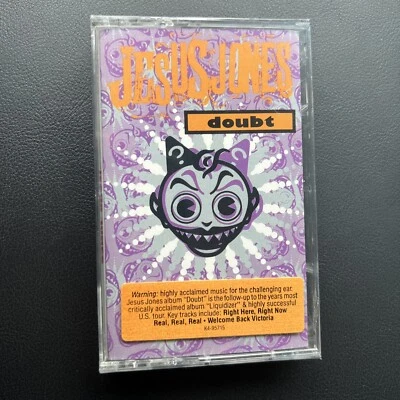 JESUS JONES
doubt
Warning: highly acclaimed music for the challenging ear.
Jesus Jones album "Doubt" is the follow-up to the years most
critically acclaimed album "Liquidizer" & highly successful
U.S. tour. Key tracks include: Right Here, Right Now
Real, Real, Real • Welcome Back Victoria
44-95715